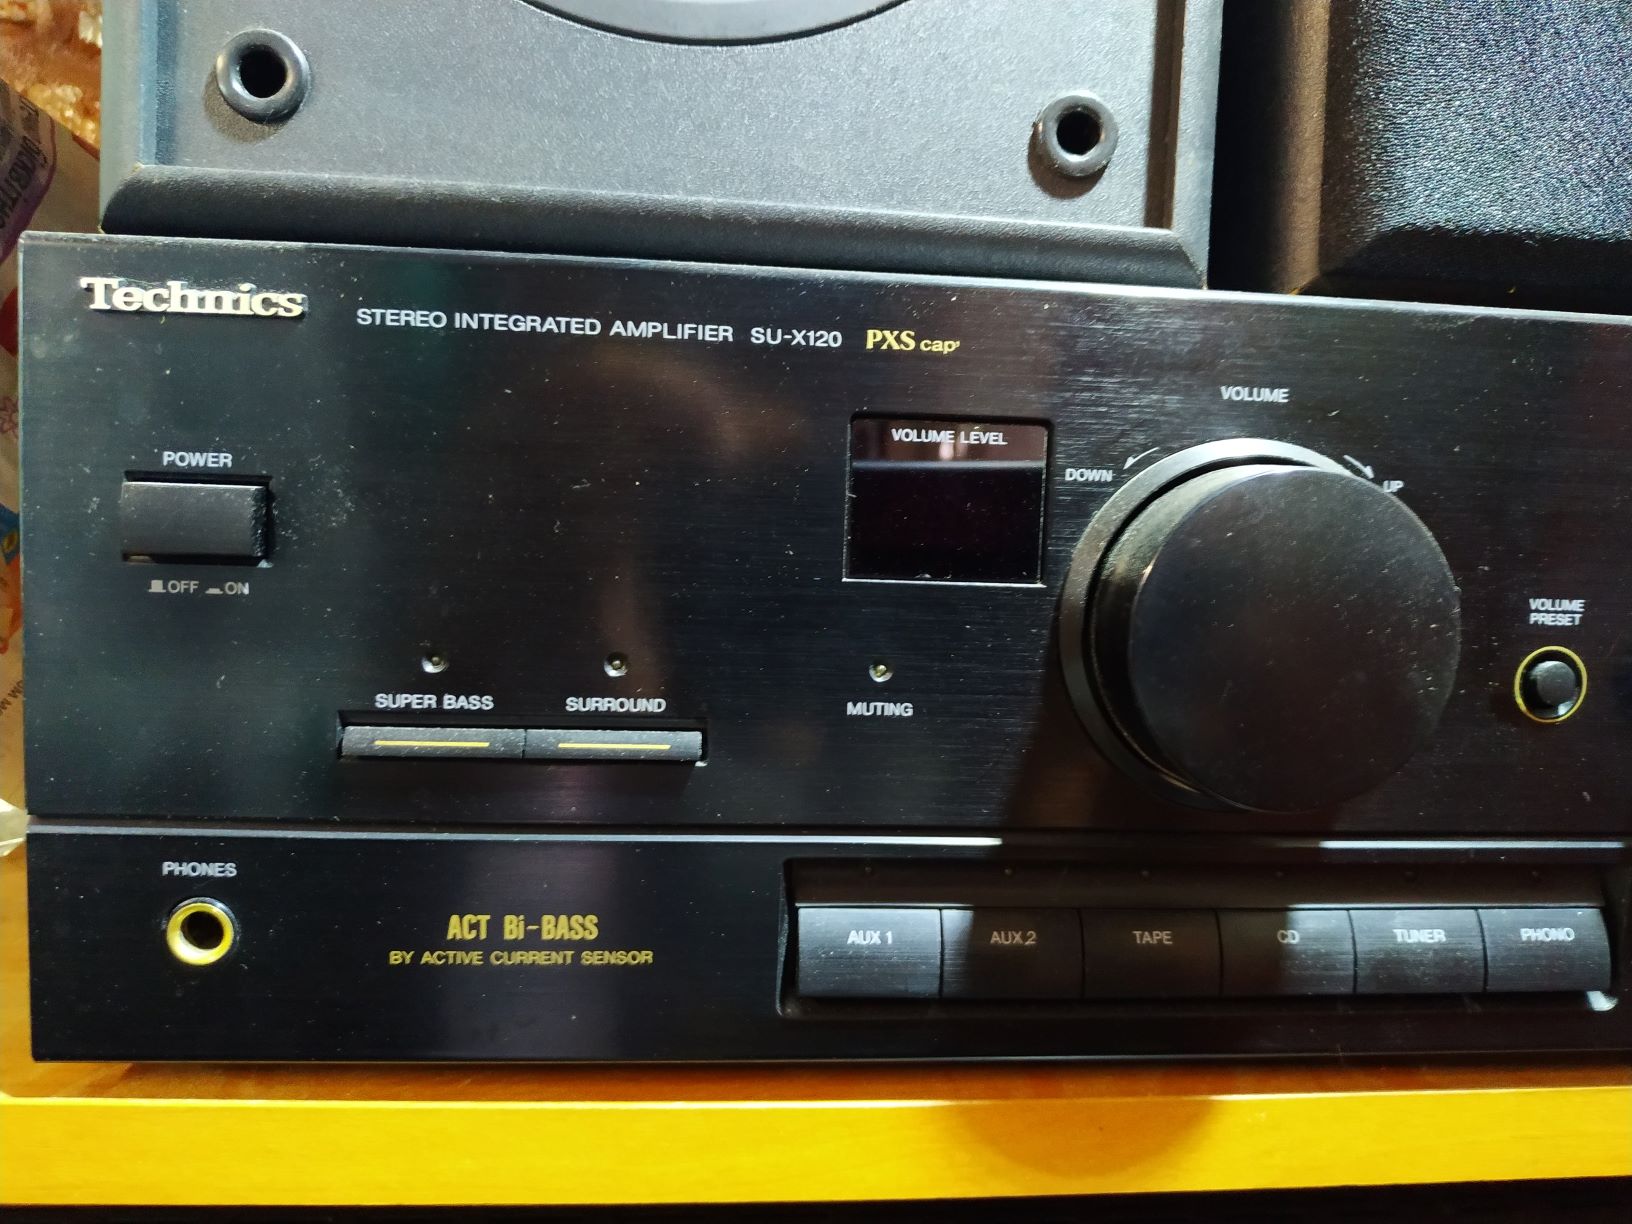 Technics
STEREO INTEGRATED AMPLIFIER SU-X120 PXS cap'
VOLUME
VOLUME LEVEL
DOWN
UP
POWER
OFF ON
VOLUME
PRESET
SUPER BASS
SURROUND
MUTING
PHONES
ACT Bi-BASS
BY ACTIVE CURRENT SENSOR
AUX 1
AUX 2
TAPE
CD
TUNER
PHONO